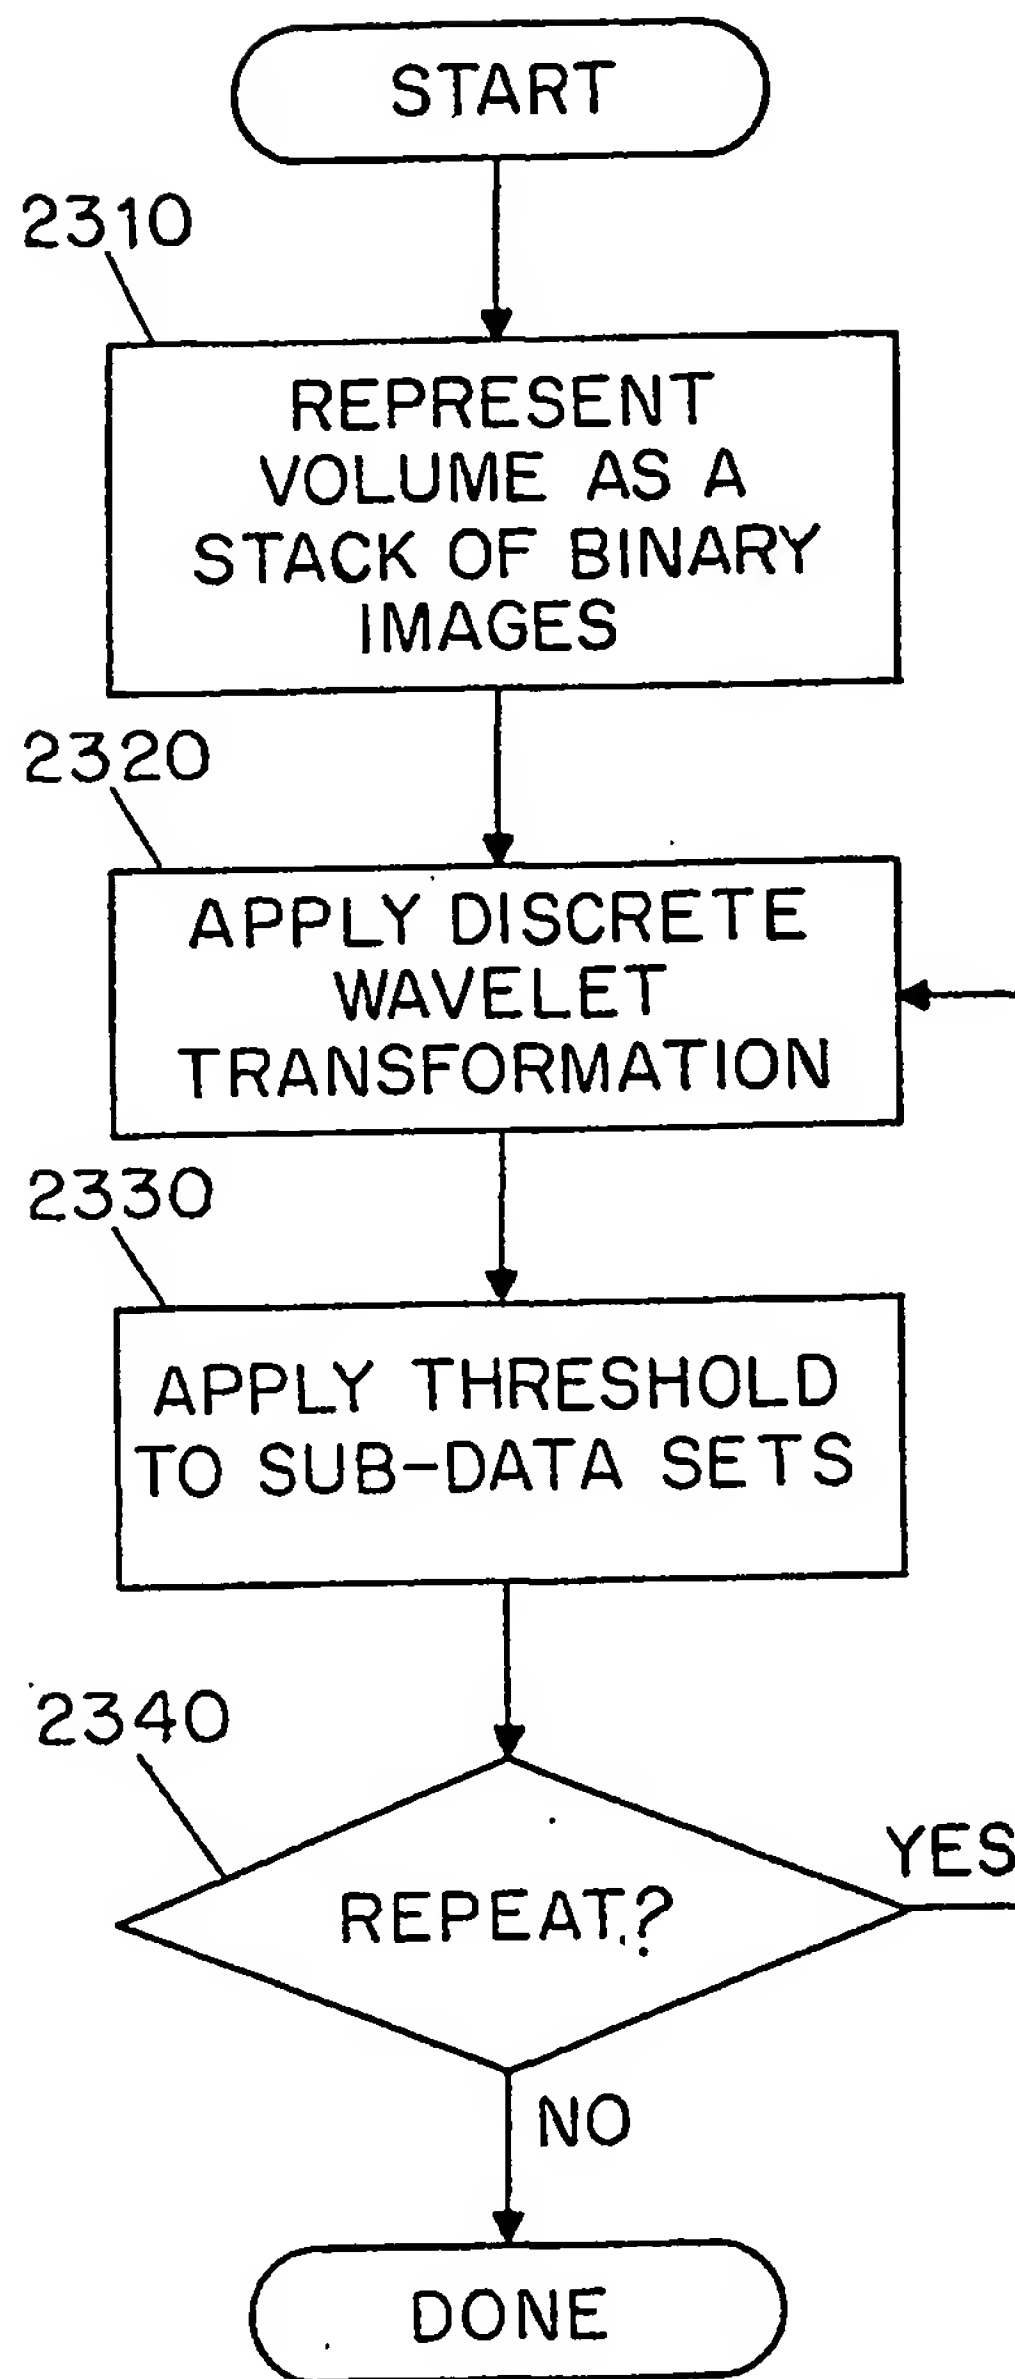 START
2310
REPRESENT
VOLUME AS A
STACK OF BINARY
IMAGES
2320
APPLY DISCRETE
WAVELET
TRANSFORMATION
2330
APPLY THRESHOLD
TO SUB-DATA SETS
2340
YES
REPEAT?
NO
DONE